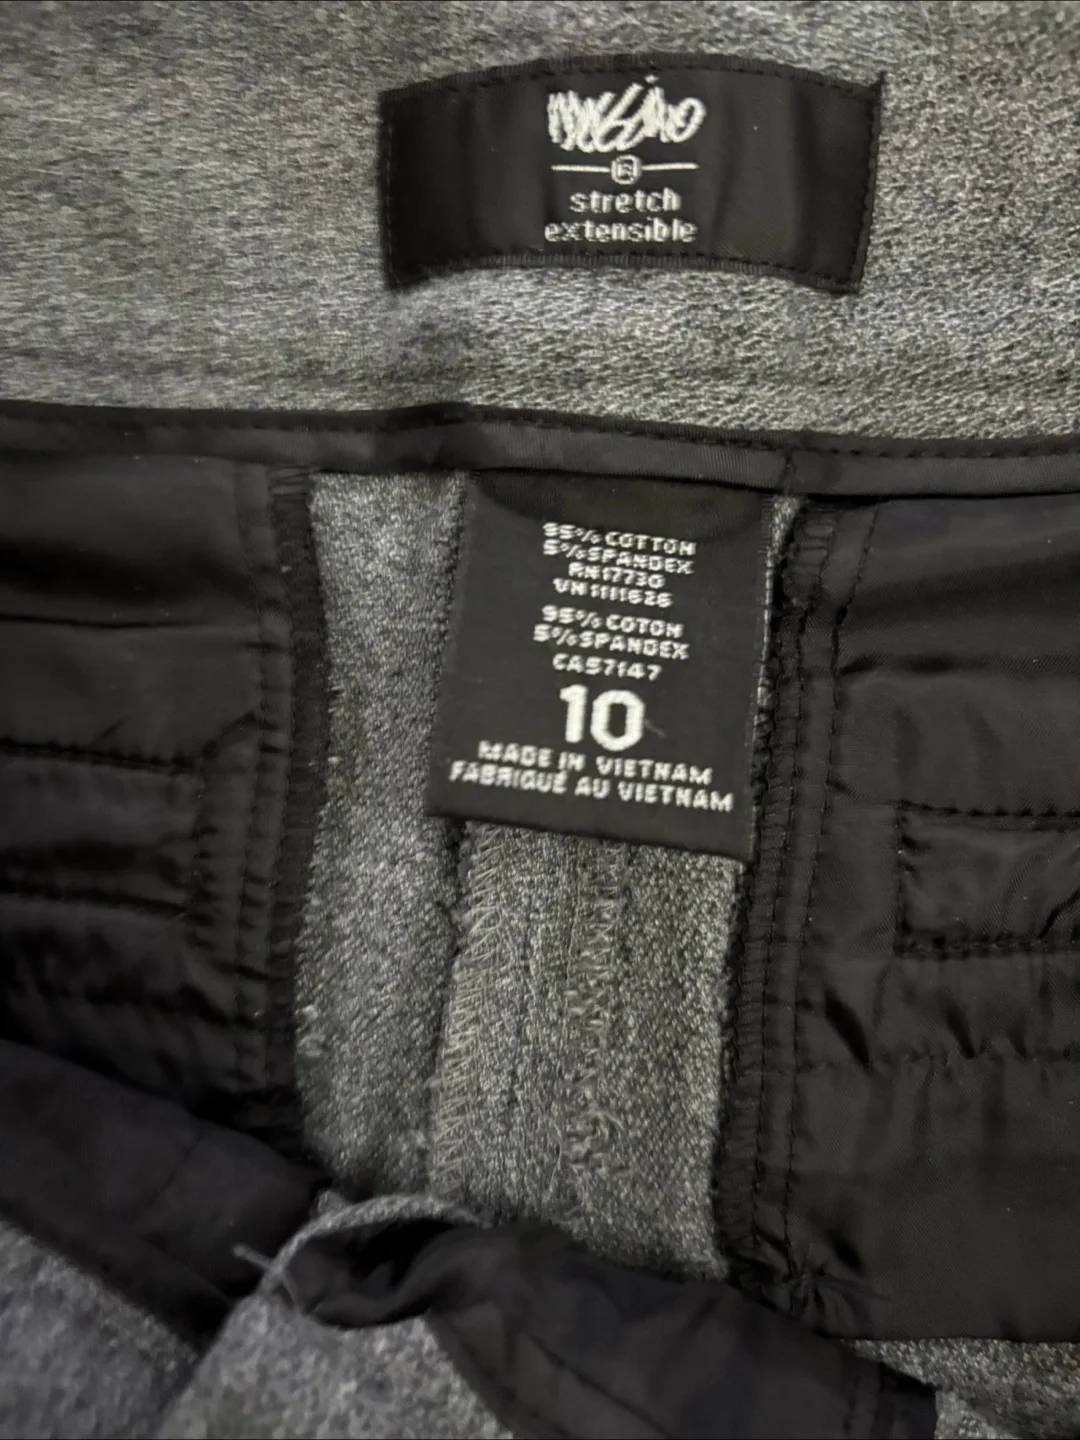 mossimo
®
stretch
extensible
95% COTTON
5% SPANDEX
RN17730
VN1111626
95% COTON
5% SPANDEX
CA57147
10
MADE IN VIETNAM
FABRIQUÉ AU VIETNAM